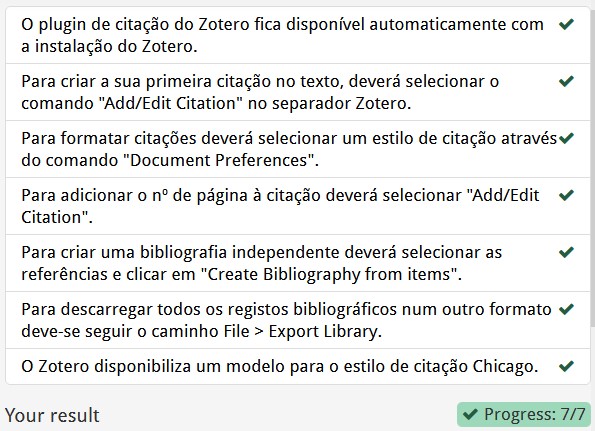 O plugin de citação do Zotero fica disponível automaticamente com
a instalação do Zotero.
Para criar a sua primeira citação no texto, deverá selecionar o
comando "Add/Edit Citation" no separador Zotero.
Para formatar citações deverá selecionar um estilo de citação através
do comando "Document Preferences".
Para adicionar o nº de página à citação deverá selecionar "Add/Edit
Citation".
Para criar uma bibliografia independente deverá selecionar as
referências e clicar em "Create Bibliography from items".
Para descarregar todos os registos bibliográficos num outro formato
deve-se seguir o caminho File > Export Library.
O Zotero disponibiliza um modelo para o estilo de citação Chicago.
Your result
Progress: 7/7